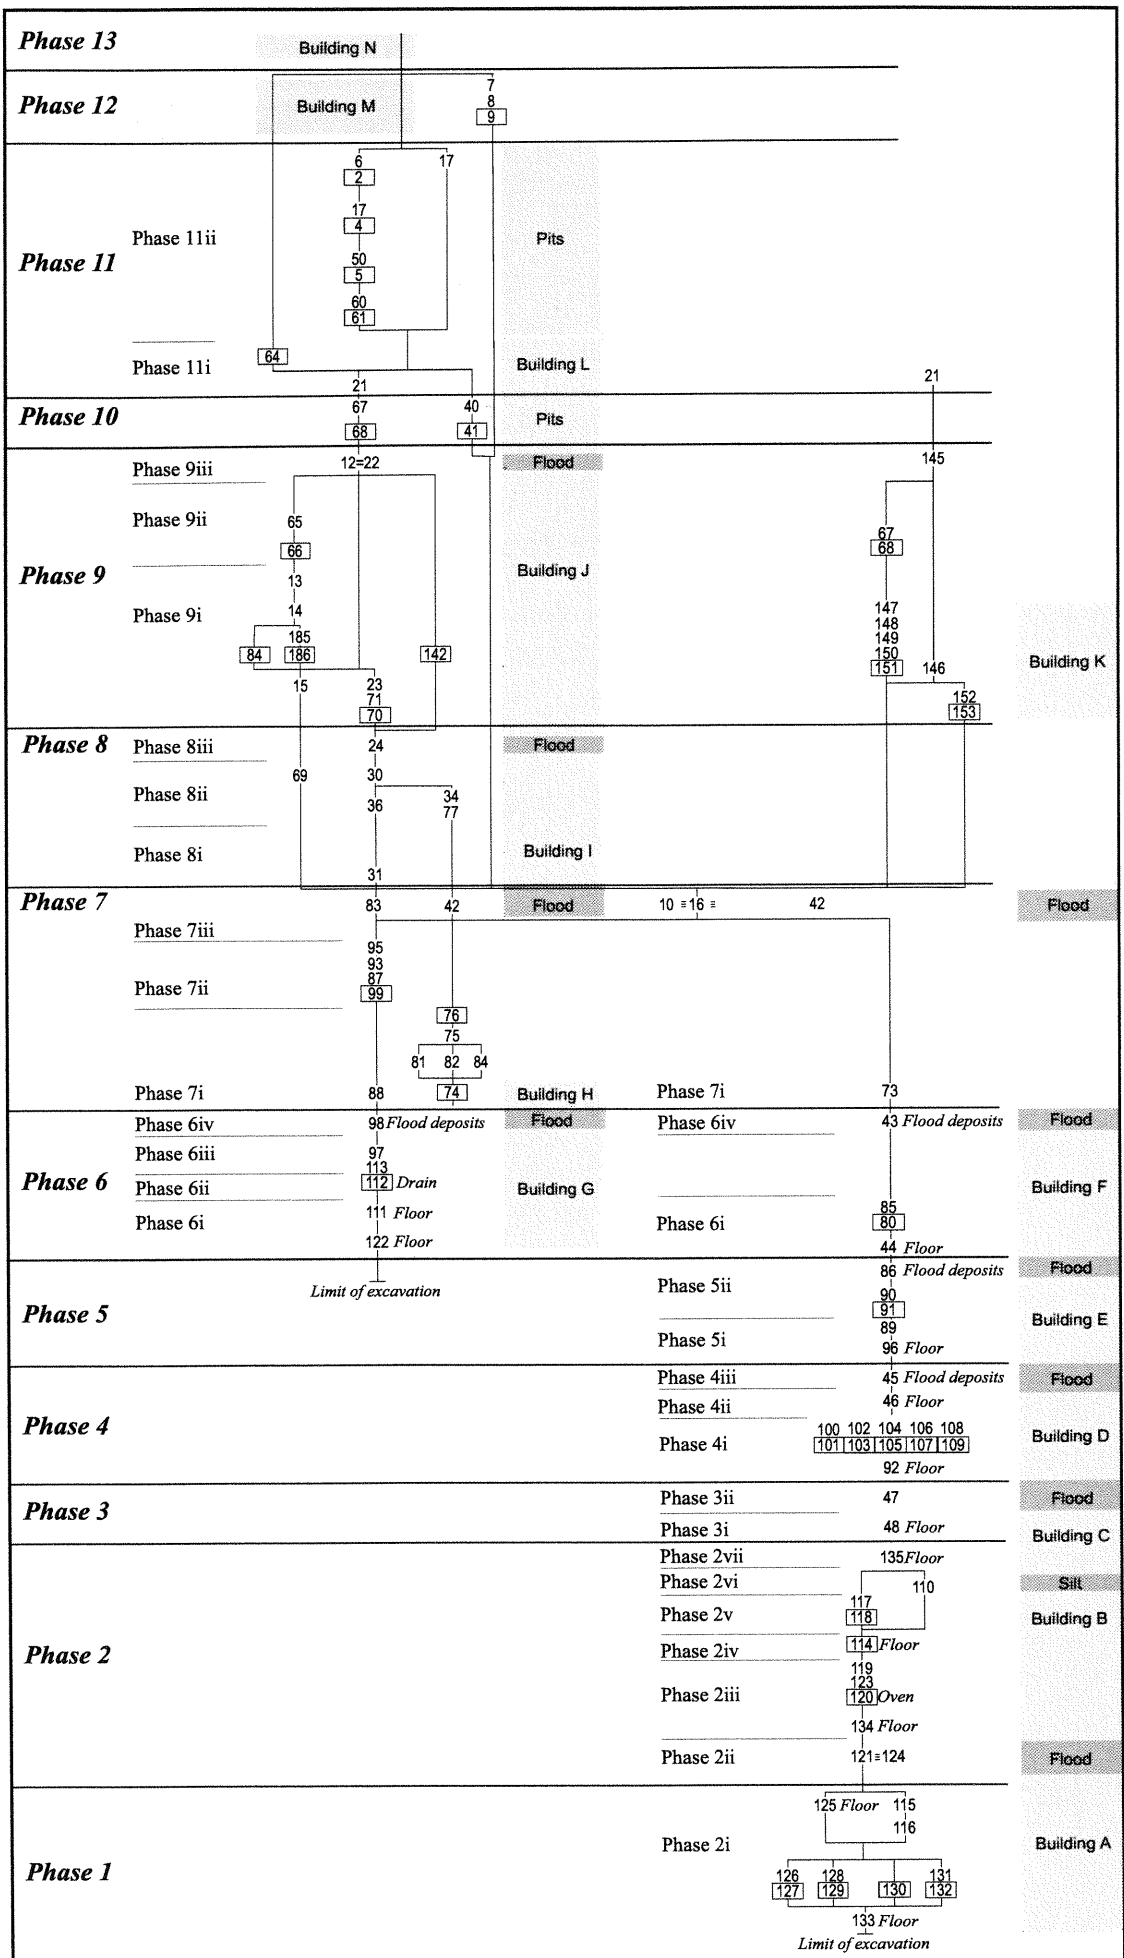 Phase 13
Building N
Phase 12
Building M
7
8
9
Phase 11
Phase 11ii
6
2
17
17
4
50
5
60
61
Pits
Phase 11i
64
21
Building L
21
Phase 10
67
68
40
41
Pits
Phase 9
Phase 9iii
12=22
Flood
145
Phase 9ii
65
66
67
68
Building J
Phase 9i
13
14
84
185
186
142
15
23
71
70
147
148
149
150
151
146
152
153
Building K
Phase 8
Phase 8iii
24
Flood
69
30
Phase 8ii
36
34
77
Phase 8i
31
Building I
Phase 7
83
42
Flood
10 ≡ 16 ≡
42
Flood
Phase 7iii
95
93
87
99
Phase 7ii
76
75
81 82 84
74
Phase 7i
88
Building H
Phase 7i
73
Phase 6
Phase 6iv
98 Flood deposits
Flood
Phase 6iv
43 Flood deposits
Flood
Phase 6iii
97
113
112 Drain
Phase 6ii
Building G
Building F
111 Floor
Phase 6i
122 Floor
Phase 6i
85
80
44 Floor
Limit of excavation
Phase 5
Phase 5ii
86 Flood deposits
Flood
90
91
89
Building E
Phase 5i
96 Floor
Phase 4
Phase 4iii
45 Flood deposits
Flood
Phase 4ii
46 Floor
Phase 4i
100 102 104 106 108
101 103 105 107 109
Building D
92 Floor
Phase 3
Phase 3ii
47
Flood
Phase 3i
48 Floor
Building C
Phase 2
Phase 2vii
135 Floor
Phase 2vi
110
Silt
Phase 2v
117
118
Building B
Phase 2iv
114 Floor
Phase 2iii
119
123
120 Oven
134 Floor
Phase 2ii
121 ≡ 124
Flood
Phase 1
125 Floor 115
116
Phase 2i
Building A
126 128 131
127 129 130 132
133 Floor
Limit of excavation